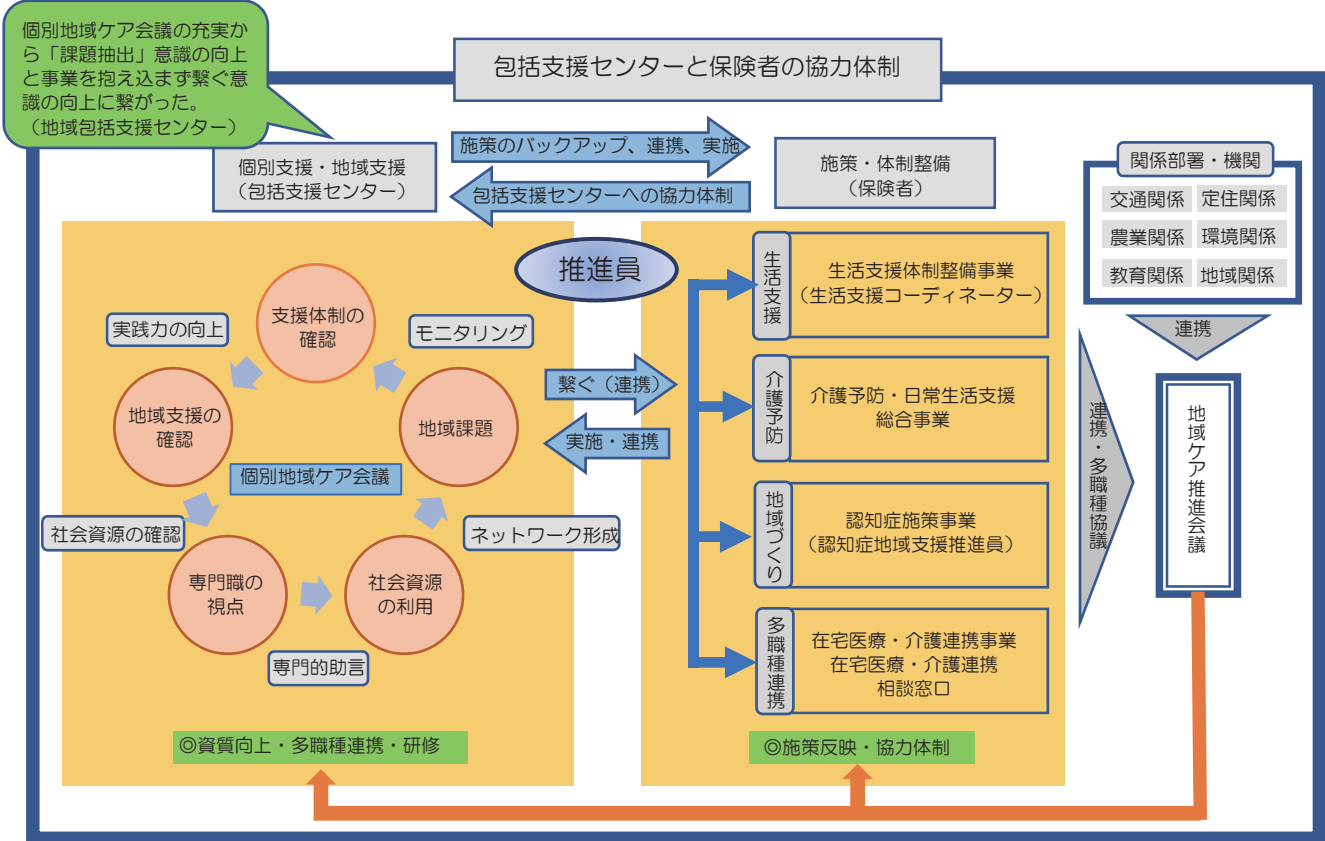 個別地域ケア会議の充実か
ら「課題抽出」意識の向上
と事業を抱え込まず繋ぐ意
識の向上に繋がった。
（地域包括支援センター）
包括支援センターと保険者の協力体制
個別支援・地域支援
（包括支援センター）
施策のバックアップ、連携、実施
包括支援センターへの協力体制
施策・体制整備
（保険者）
関係部署・機関
交通関係
定住関係
農業関係
環境関係
教育関係
地域関係
連携
推進員
支援体制の
確認
実践力の向上
モニタリング
地域支援の
確認
地域課題
個別地域ケア会議
社会資源の確認
ネットワーク形成
専門職の
視点
社会資源
の利用
専門的助言
◎資質向上・多職種連携・研修
繋ぐ（連携）
実施・連携
生活支援
生活支援体制整備事業
（生活支援コーディネーター）
介護予防
介護予防・日常生活支援
総合事業
地域づくり
認知症施策事業
（認知症地域支援推進員）
多職種連携
在宅医療・介護連携事業
在宅医療・介護連携
相談窓口
◎施策反映・協力体制
連携・多職種協議
地域ケア推進会議